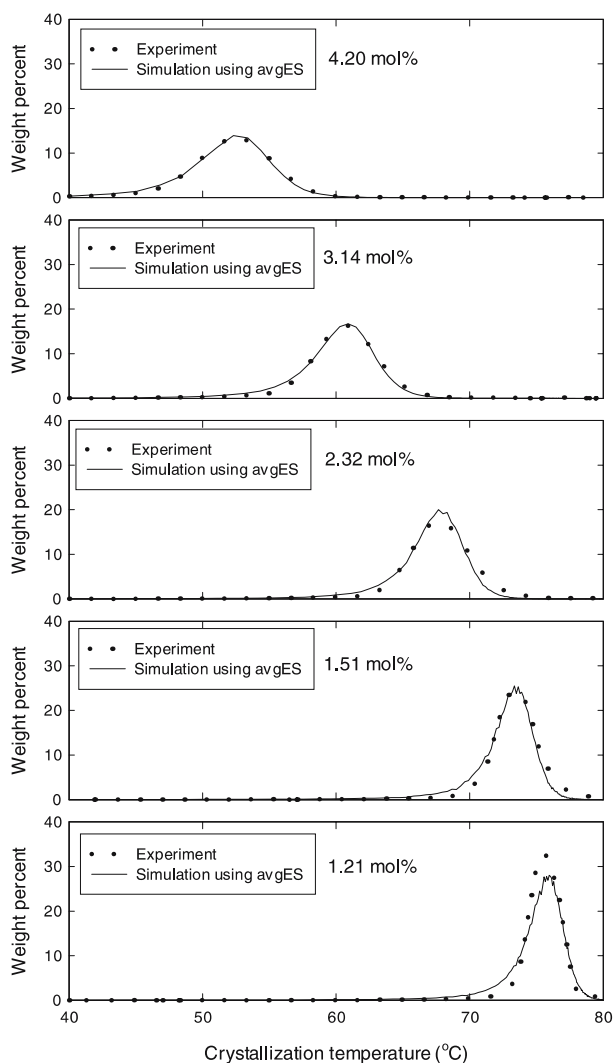 40
Experiment
4.20 mol%
Simulation using avgES
30
20
10
0
Weight percent
40
Experiment
3.14 mol%
Simulation using avgES
30
20
10
0
Weight percent
40
Experiment
2.32 mol%
Simulation using avgES
30
20
10
0
Weight percent
40
Experiment
1.51 mol%
Simulation using avgES
30
20
10
0
Weight percent
40
Experiment
1.21 mol%
Simulation using avgES
30
20
10
0
Weight percent
40 50 60 70 80
Crystallization temperature (°C)